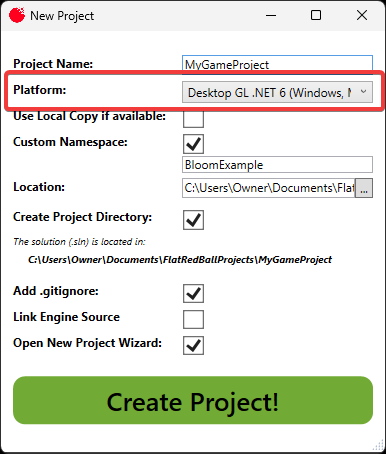 New Project
Project Name: MyGameProject
Platform: Desktop GL .NET 6 (Windows, M
Use Local Copy if available:
Custom Namespace:
BloomExample
Location: C:\Users\Owner\Documents\Flat ...
Create Project Directory:
The solution (.sln) is located in:
C:\Users\Owner\Documents\FlatRedBallProjects\MyGameProject
Add .gitignore:
Link Engine Source
Open New Project Wizard:
Create Project!